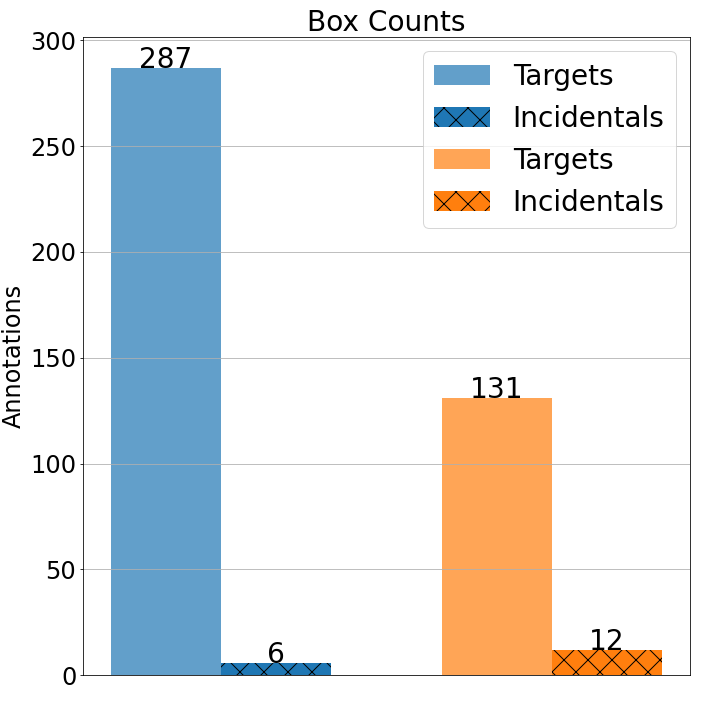 Box Counts
300
250
200
150
100
50
0
Annotations
287
6
131
12
Targets
Incidentals
Targets
Incidentals